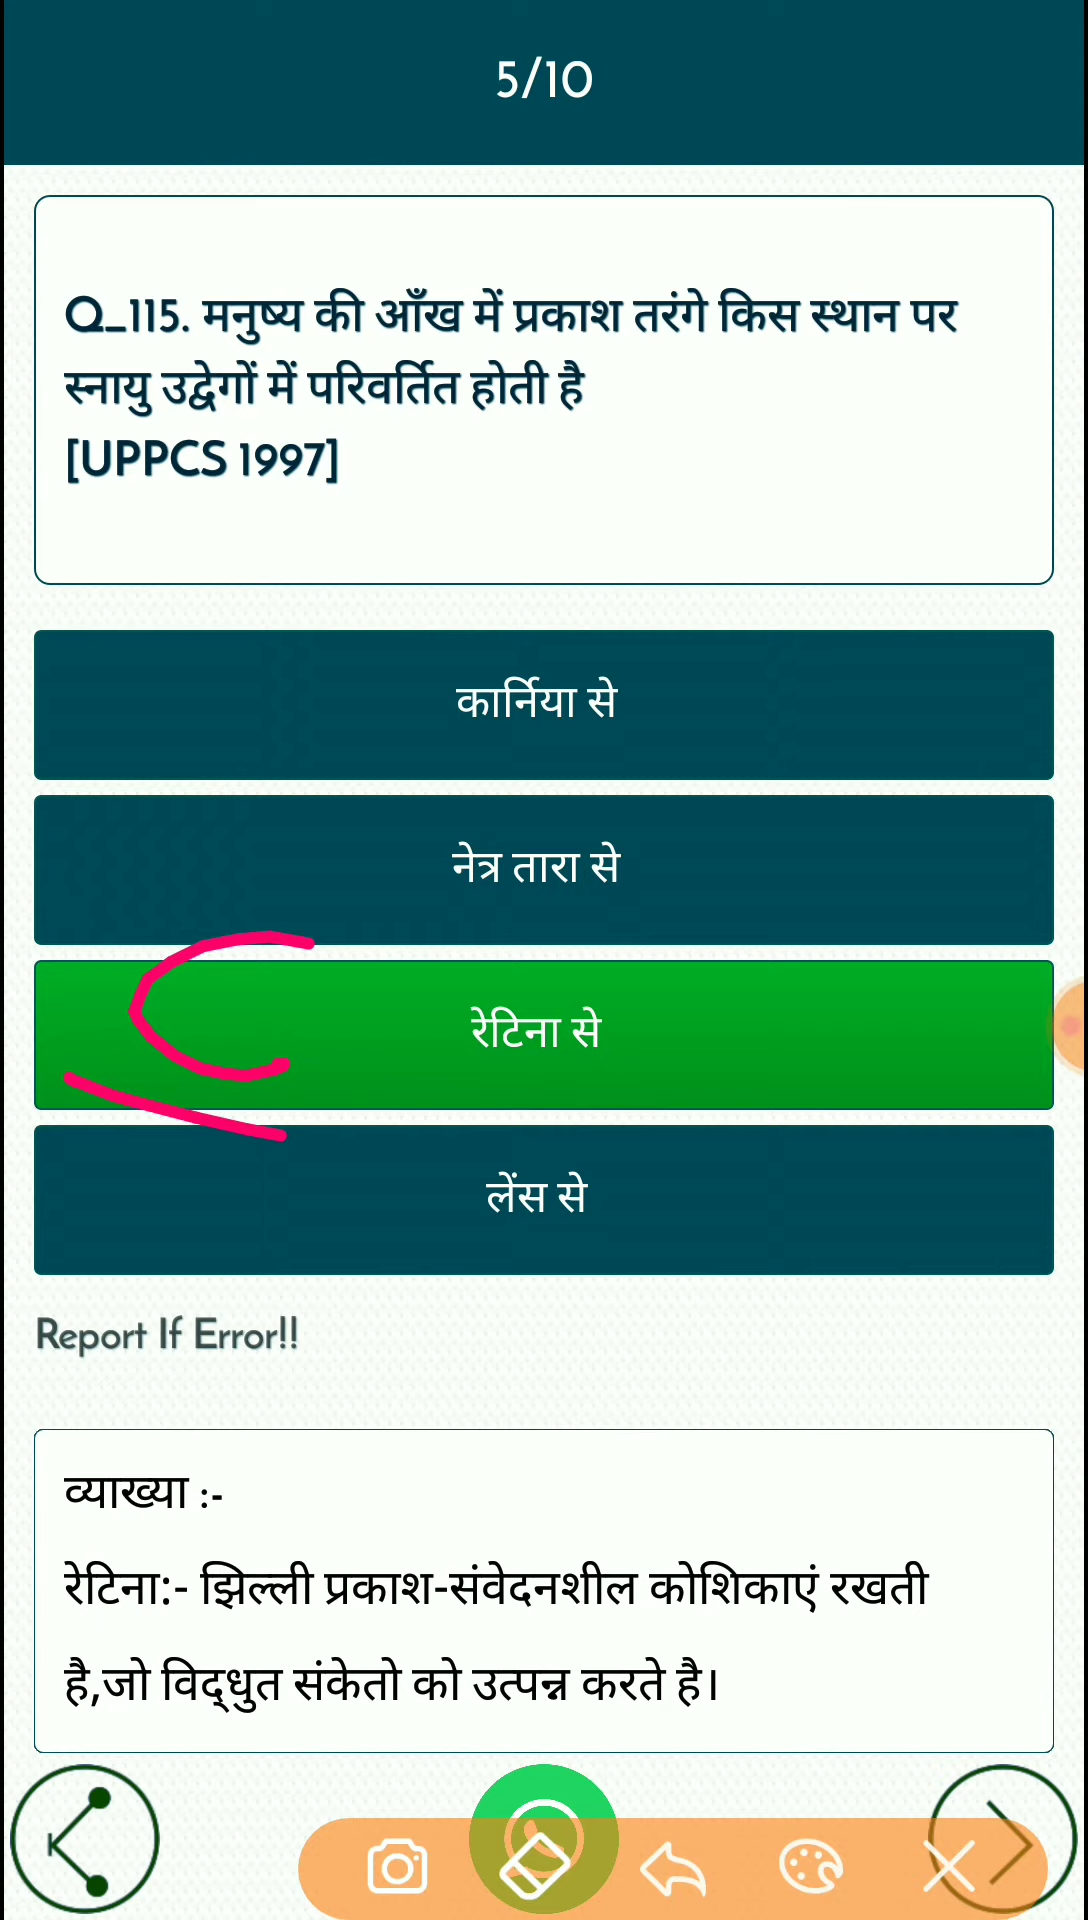 5/10
Q_115. मनुष्य की आँख में प्रकाश तरंगे किस स्थान पर
स्नायु उद्वेगों में परिवर्तित होती है
[UPPCS 1997]
कार्निया से
नेत्र तारा से
रेटिना से
लेंस से
Report If Error!!
व्याख्या :-
रेटिना:- झिल्ली प्रकाश-संवेदनशील कोशिकाएं रखती
है,जो विद्धुत संकेतो को उत्पन्न करते है।